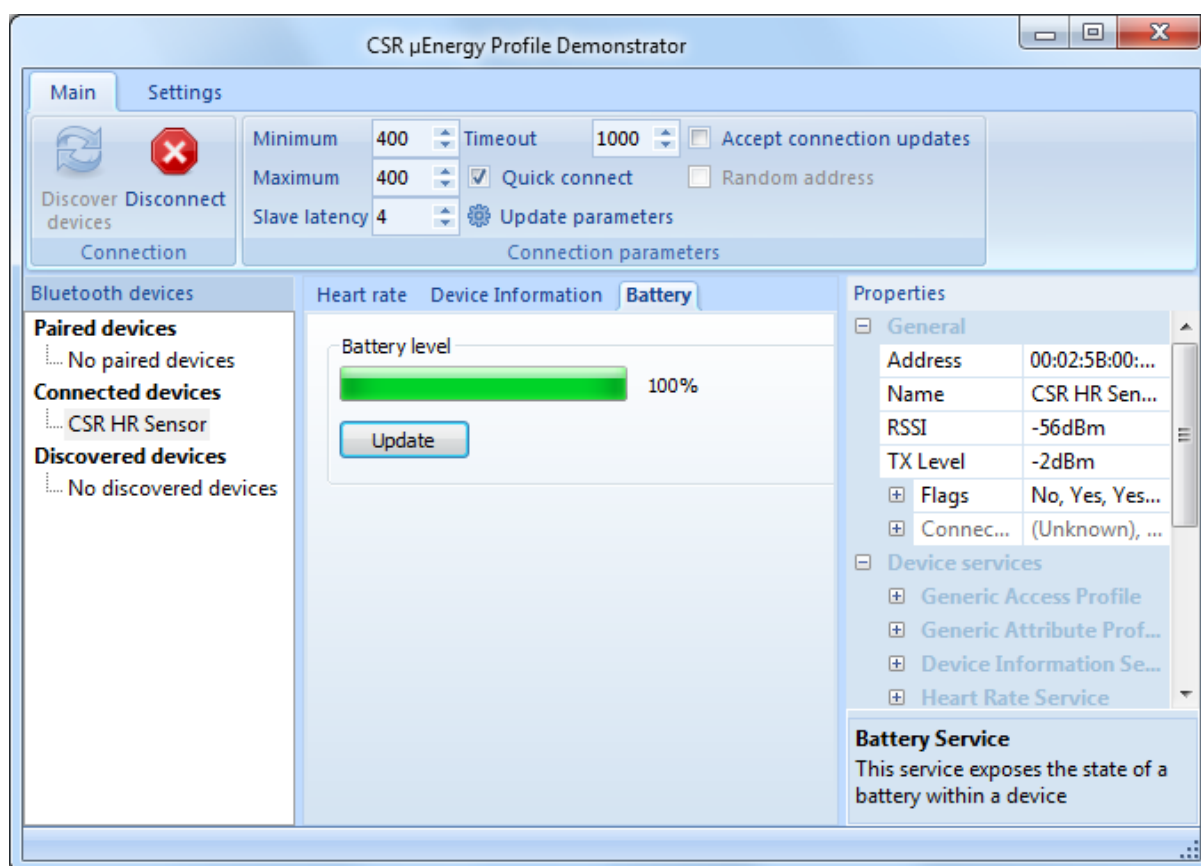 CSR µEnergy Profile Demonstrator
Main Settings
Minimum 400 Timeout 1000 Accept connection updates
Maximum 400 Quick connect Random address
Discover devices Disconnect
Slave latency 4 Update parameters
Connection Connection parameters
Bluetooth devices
Paired devices
No paired devices
Connected devices
CSR HR Sensor
Discovered devices
No discovered devices
Heart rate Device Information Battery
Battery level
100%
Update
Properties
General
Address 00:02:5B:00:...
Name CSR HR Sen...
RSSI -56dBm
TX Level -2dBm
Flags No, Yes, Yes...
Connec... (Unknown), ...
Device services
Generic Access Profile
Generic Attribute Prof...
Device Information Se...
Heart Rate Service
Battery Service
This service exposes the state of a
battery within a device